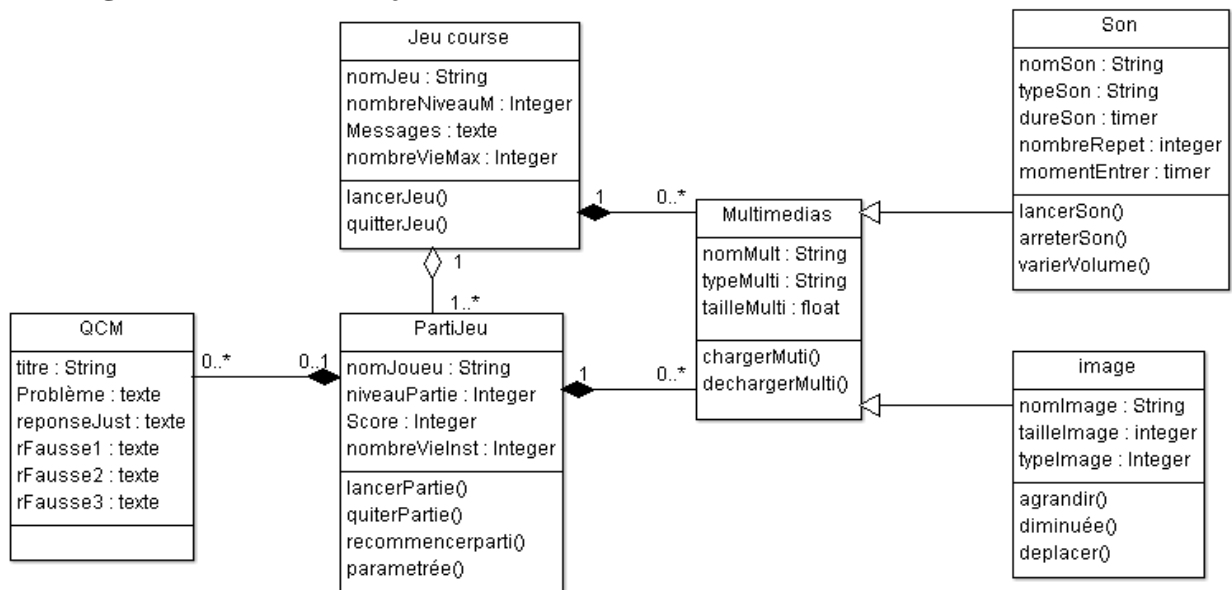 Jeu course
nomJeu : String
nombreNiveauM : Integer
Messages : texte
nombreVieMax : Integer
lancerJeu()
quitterJeu()
1
0..*
1
1..*
Multimedias
nomMult : String
typeMulti : String
tailleMulti : float
chargerMuti()
dechargerMulti()
Son
nomSon : String
typeSon : String
dureSon : timer
nombreRepet : integer
momentEntrer : timer
lancerSon()
arreterSon()
varierVolume()
QCM
titre : String
Problème : texte
reponseJust : texte
rFausse1 : texte
rFausse2 : texte
rFausse3 : texte
0..*
0..1
PartiJeu
nomJoueu : String
niveauPartie : Integer
Score : Integer
nombreVieInst : Integer
lancerPartie()
quiterPartie()
recommencerparti()
parametrée()
1
0..*
image
nomImage : String
tailleImage : integer
typeImage : Integer
agrandir()
diminuée()
deplacer()